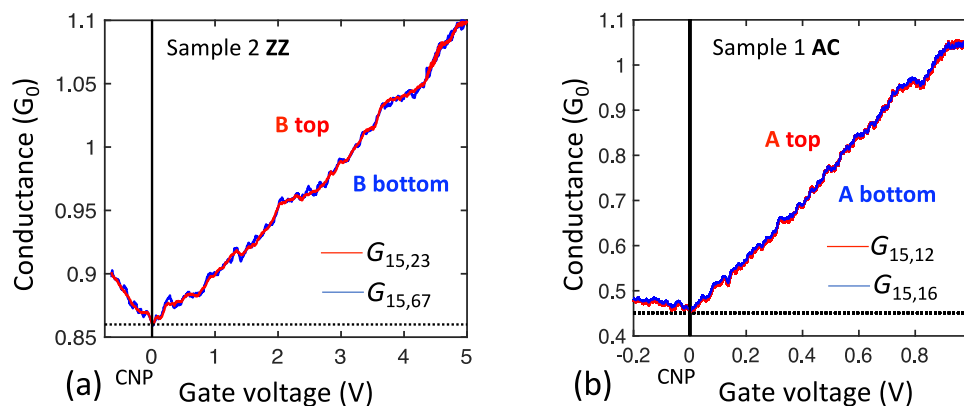 Sample 2 ZZ
B top
B bottom
G15,23
G15,67
Conductance (G0)
1.1
1.05
1
0.95
0.9
0.85
0
1
2
3
4
5
CNP
(a)
Gate voltage (V)
Sample 1 AC
A top
A bottom
G15,12
G15,16
Conductance (G0)
1.1
1
0.9
0.8
0.7
0.6
0.5
0.4
-0.2
0
0.2
0.4
0.6
0.8
CNP
(b)
Gate voltage (V)